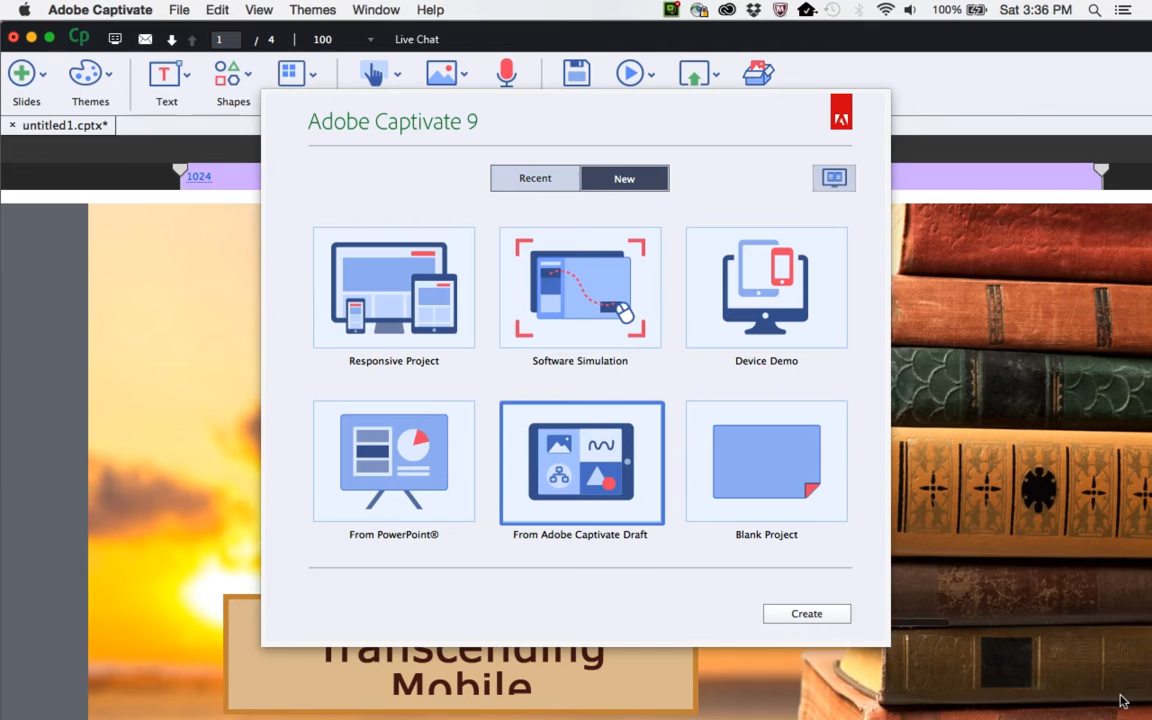 Adobe Captivate File Edit View Themes Window Help 100% Sat 3:36 PM
Cp 1 / 4 100 Live Chat
Slides Themes Text Shapes
× untitled1.cptx*
1024
Adobe Captivate 9
Recent New
Responsive Project Software Simulation Device Demo
From PowerPoint® From Adobe Captivate Draft Blank Project
Create
Transcending
Mobile